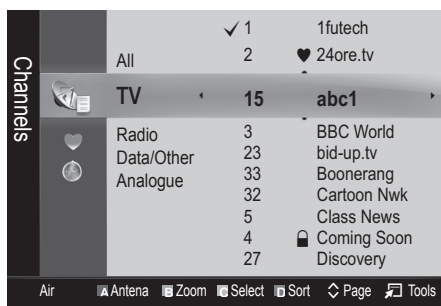 Channels
1 1futech
All 2 24ore.tv
TV 15 abc1
Radio 3 BBC World
Data/Other 23 bid-up.tv
Analogue 33 Boonerang
32 Cartoon Nwk
5 Class News
4 Coming Soon
27 Discovery
Air A Antena B Zoom C Select D Sort Page Tools